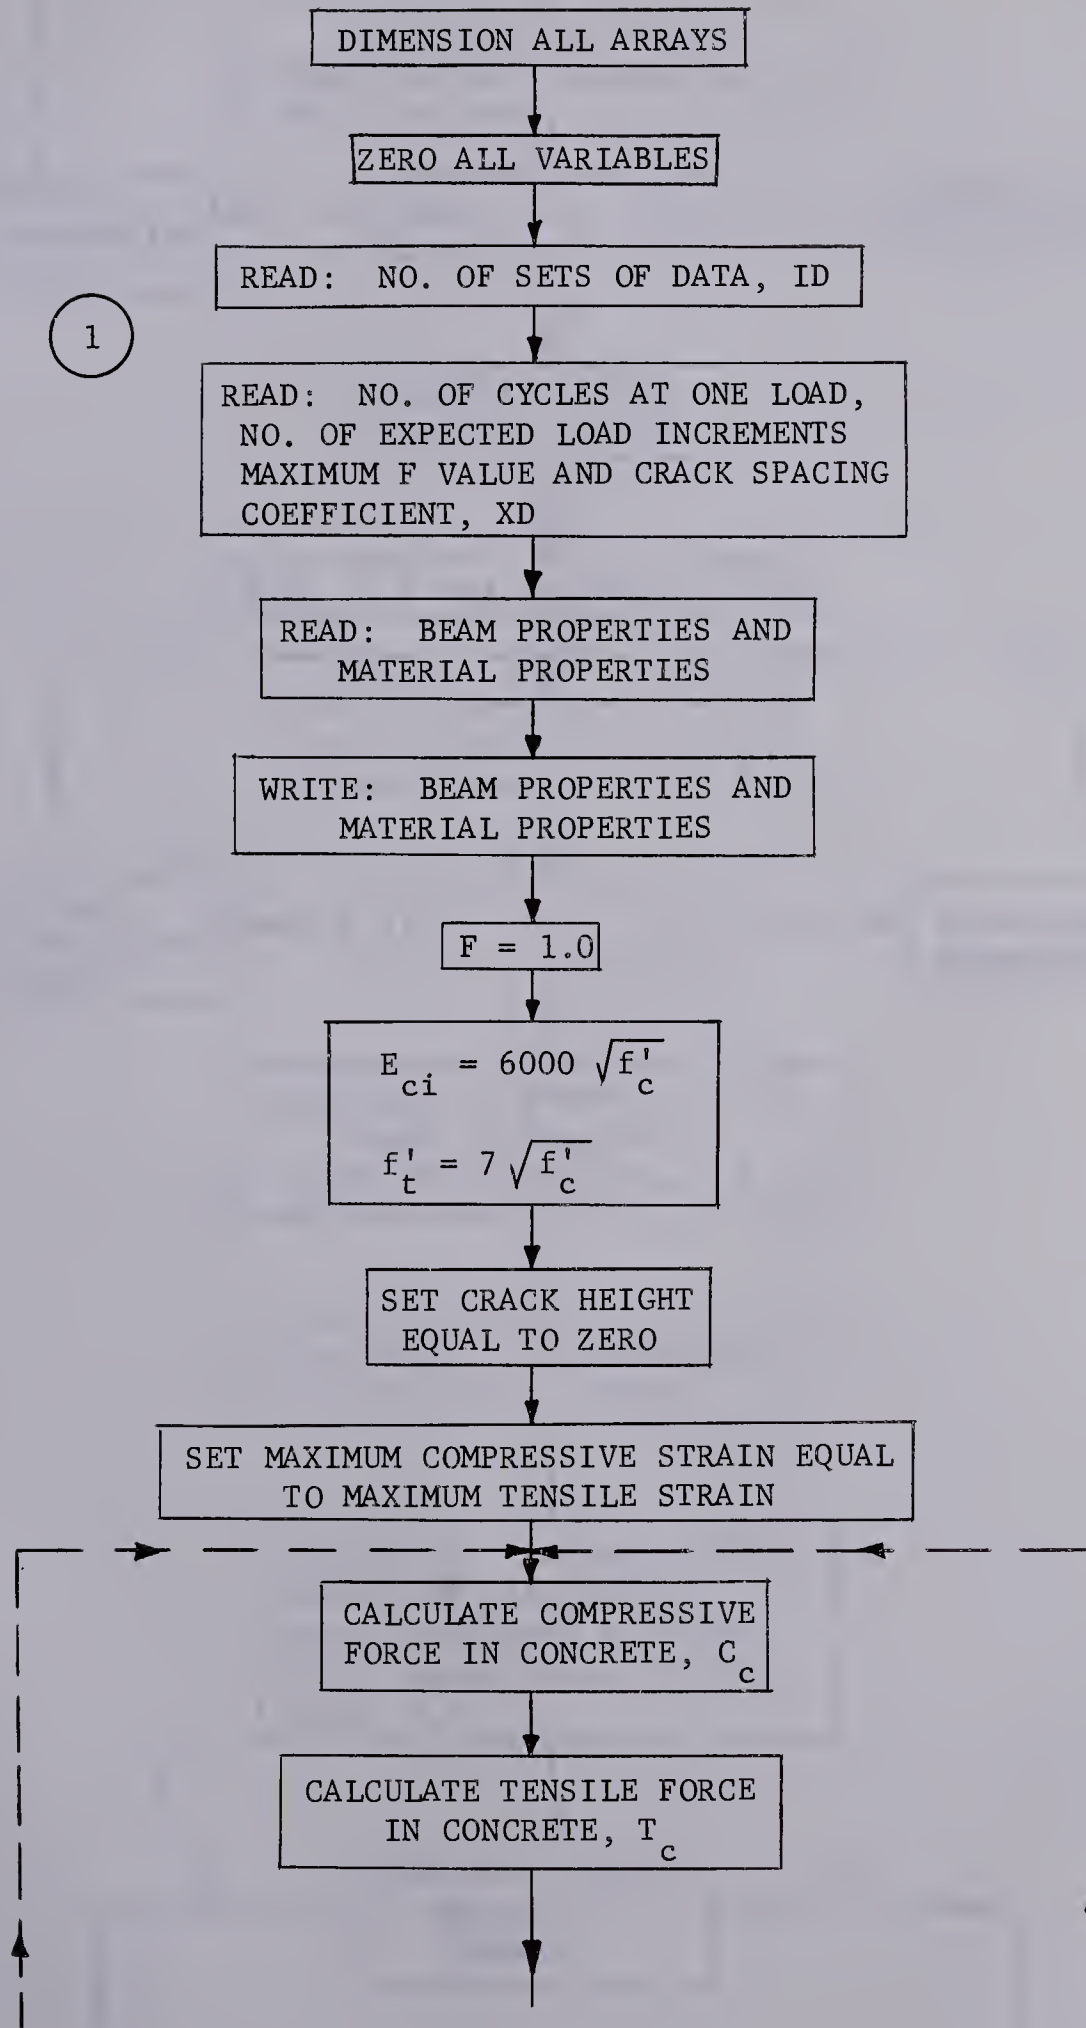 DIMENSION ALL ARRAYS
ZERO ALL VARIABLES
READ: NO. OF SETS OF DATA, ID
1
READ: NO. OF CYCLES AT ONE LOAD,
NO. OF EXPECTED LOAD INCREMENTS
MAXIMUM F VALUE AND CRACK SPACING
COEFFICIENT, XD
READ: BEAM PROPERTIES AND
MATERIAL PROPERTIES
WRITE: BEAM PROPERTIES AND
MATERIAL PROPERTIES
F = 1.0
E_ci = 6000 √f'_c
f'_t = 7 √f'_c
SET CRACK HEIGHT
EQUAL TO ZERO
SET MAXIMUM COMPRESSIVE STRAIN EQUAL
TO MAXIMUM TENSILE STRAIN
CALCULATE COMPRESSIVE
FORCE IN CONCRETE, C_c
CALCULATE TENSILE FORCE
IN CONCRETE, T_c